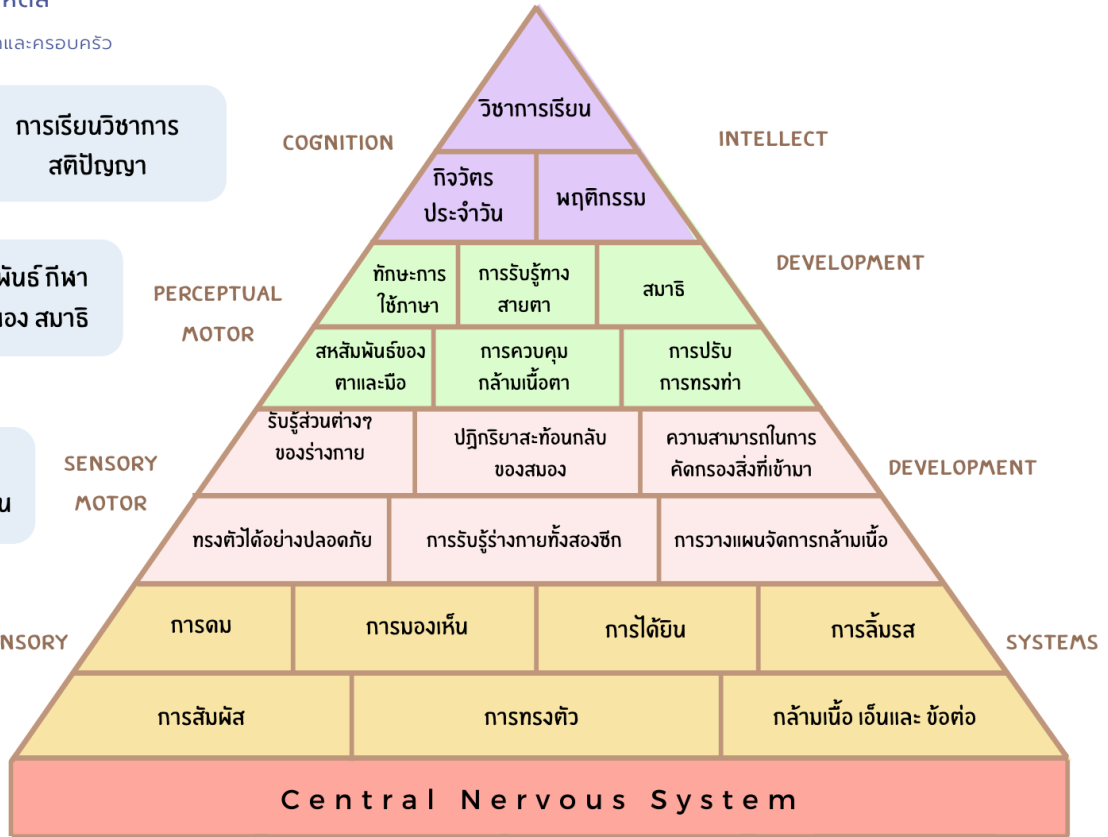 และครอบครัว
วิชาการเรียน
การเรียนวิชาการ
สติปัญญา
COGNITION
INTELLECT
กิจวัตร
ประจำวัน
พฤติกรรม
กีฬา
สมาธิ
PERCEPTUAL
MOTOR
ทักษะการ
ใช้ภาษา
การรับรู้ทาง
สายตา
สมาธิ
DEVELOPMENT
สหสัมพันธ์ของ
ตาและมือ
การควบคุม
กล้ามเนื้อตา
การปรับ
การทรงท่า
SENSORY
MOTOR
รับรู้ส่วนต่างๆ
ของร่างกาย
ปฏิกริยาสะท้อนกลับ
ของสมอง
ความสามารถในการ
คัดกรองสิ่งที่เข้ามา
DEVELOPMENT
ทรงตัวได้อย่างปลอดภัย
การรับรู้ร่างกายทั้งสองซีก
การวางแผนจัดการกล้ามเนื้อ
NSORY
การดม
การมองเห็น
การได้ยิน
การลิ้มรส
SYSTEMS
การสัมผัส
การทรงตัว
กล้ามเนื้อ เอ็นและ ข้อต่อ
Central Nervous System